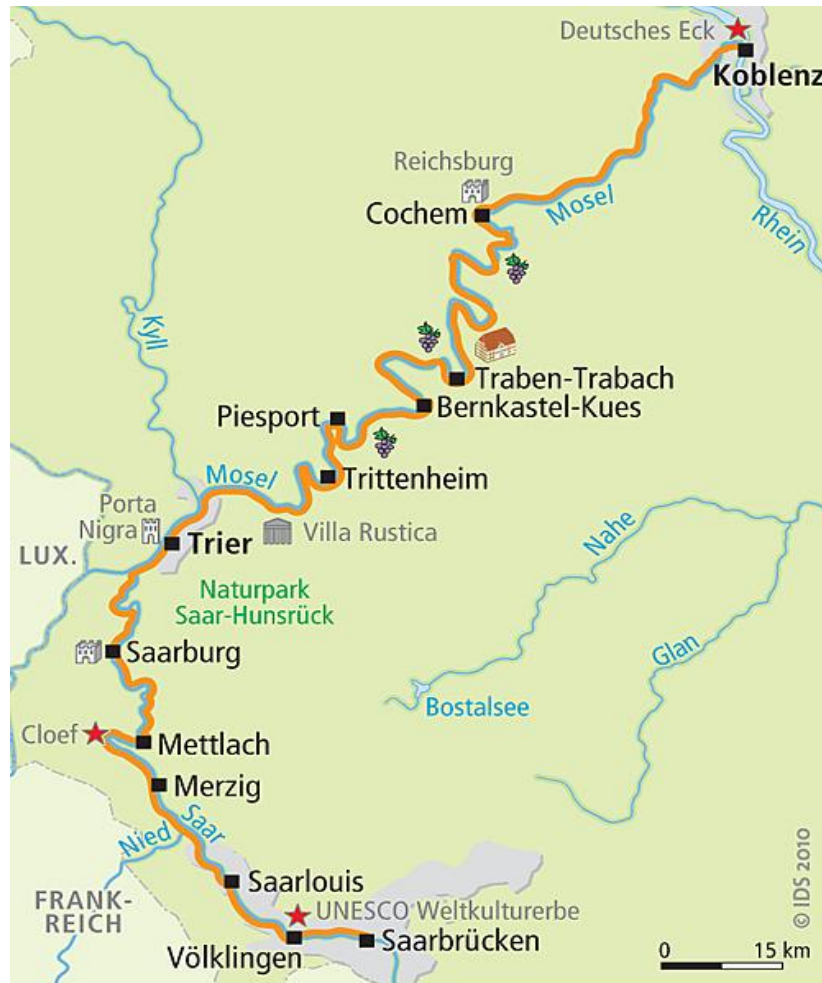 Deutsches Eck
Koblenz
Reichsburg
Cochem
Mosel
Rhein
Kyll
Traben-Trabach
Bernkastel-Kues
Piesport
Trittenheim
Mosel
Porta
Nigra
Villa Rustica
Trier
LUX.
Nahe
Naturpark
Saar-Hunsrück
Glan
Saarburg
Bostalsee
Cloef
Mettlach
Merzig
Saar
Nied
Saarlouis
FRANK-
REICH
UNESCO Weltkulturerbe
Saarbrücken
Völklingen
0 15 km
© IDS 2010